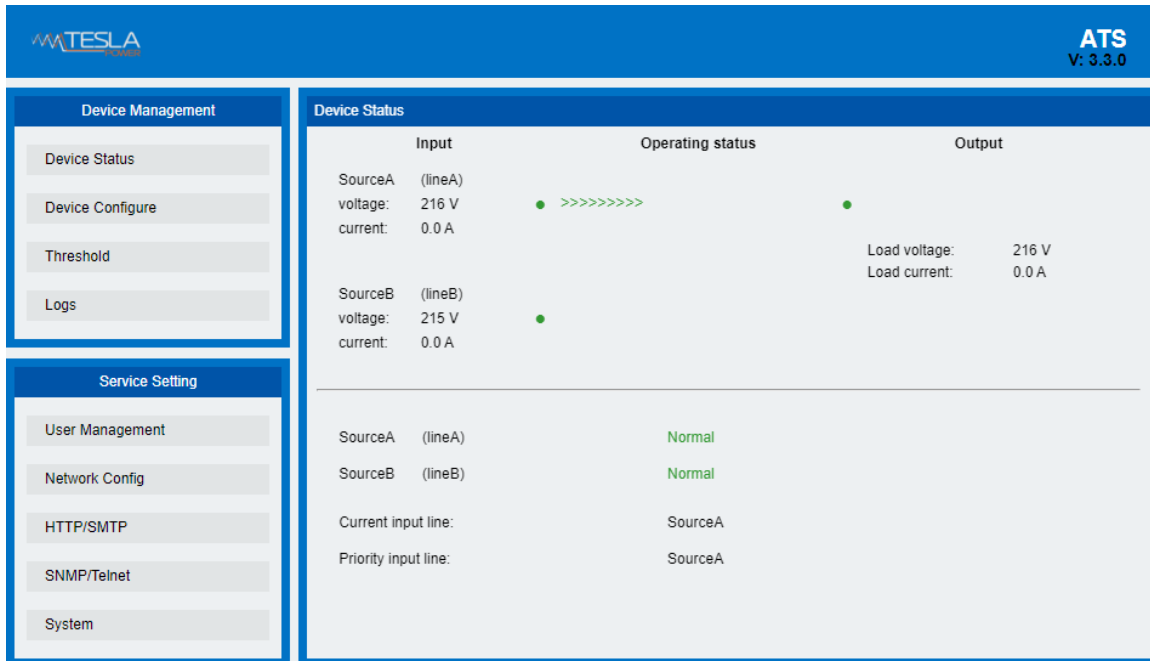 TESLA
POWER
ATS
V: 3.3.0
Device Management
Device Status
Device Configure
Threshold
Logs
Service Setting
User Management
Network Config
HTTP/SMTP
SNMP/Telnet
System
Device Status
Input Operating status Output
SourceA (lineA)
voltage: 216 V ● >>>>>>>>> ●
current: 0.0 A
Load voltage: 216 V
Load current: 0.0 A
SourceB (lineB)
voltage: 215 V ●
current: 0.0 A
SourceA (lineA) Normal
SourceB (lineB) Normal
Current input line: SourceA
Priority input line: SourceA